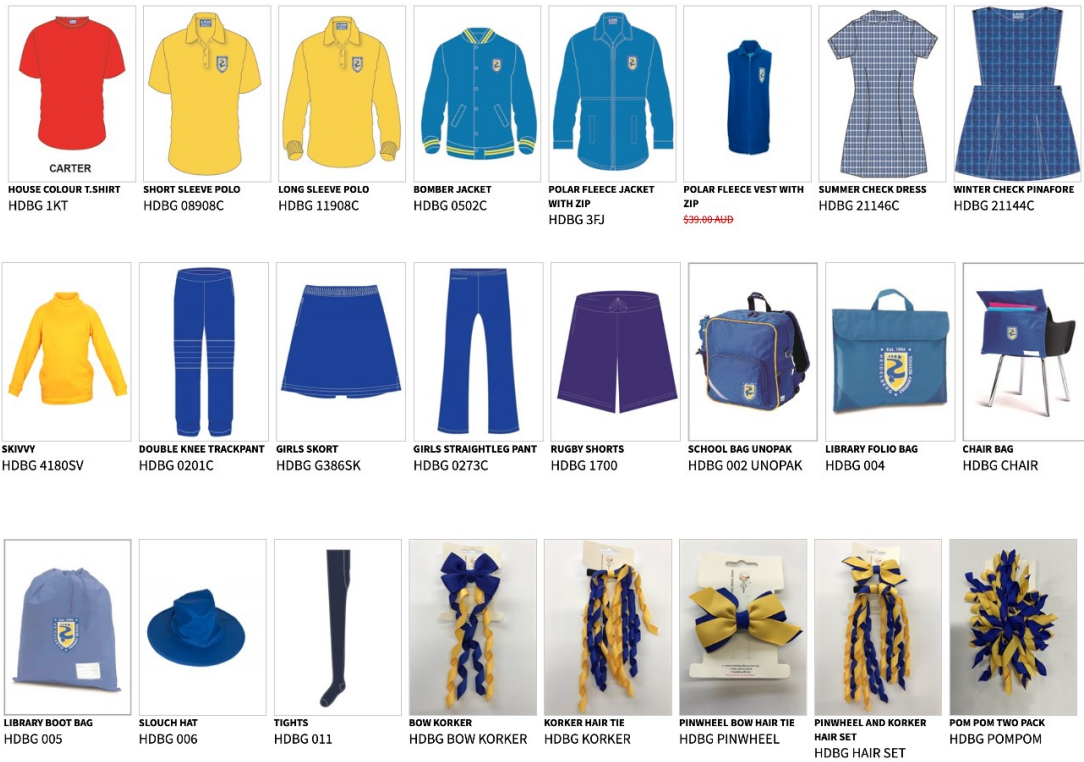 CARTER
HOUSE COLOUR T.SHIRT
HDBG 1KT
SHORT SLEEVE POLO
HDBG 08908C
LONG SLEEVE POLO
HDBG 11908C
BOMBER JACKET
HDBG 0502C
POLAR FLEECE JACKET
WITH ZIP
HDBG 3FJ
POLAR FLEECE VEST WITH
ZIP
$39.00 AUD
SUMMER CHECK DRESS
HDBG 21146C
WINTER CHECK PINAFORE
HDBG 21144C
SKIVVY
HDBG 4180SV
DOUBLE KNEE TRACKPANT
HDBG 0201C
GIRLS SKORT
HDBG G386SK
GIRLS STRAIGHTLEG PANT
HDBG 0273C
RUGBY SHORTS
HDBG 1700
SCHOOL BAG UNOPAK
HDBG 002 UNOPAK
Est. 1854
LIBRARY FOLIO BAG
HDBG 004
CHAIR BAG
HDBG CHAIR
LIBRARY BOOT BAG
HDBG 005
SLOUCH HAT
HDBG 006
TIGHTS
HDBG 011
BOW KORKER
HDBG BOW KORKER
KORKER HAIR TIE
HDBG KORKER
PINWHEEL BOW HAIR TIE
HDBG PINWHEEL
PINWHEEL AND KORKER
HAIR SET
HDBG HAIR SET
POM POM TWO PACK
HDBG POMPOM